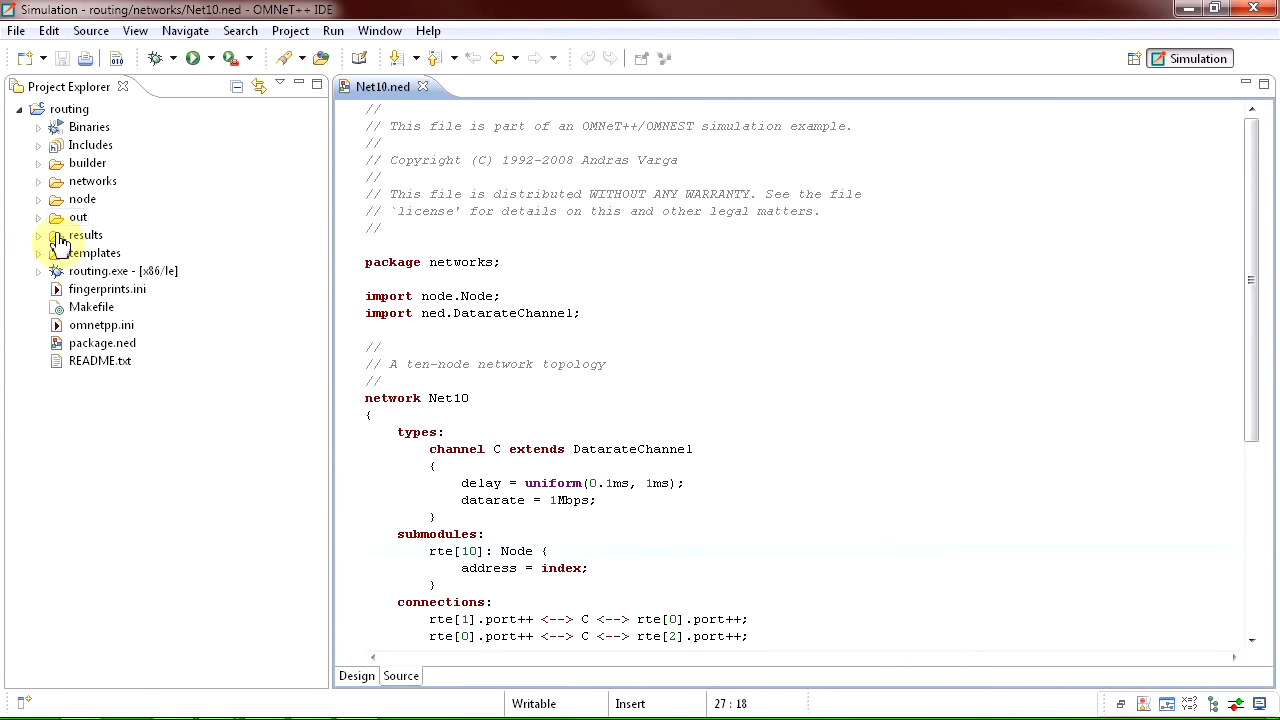 Simulation - routing/networks/Net10.ned - OMNeT++ IDE
File Edit Source View Navigate Search Project Run Window Help
Simulation
Project Explorer
Net10.ned
routing
Binaries
Includes
builder
networks
node
out
results
templates
routing.exe - [x86/le]
fingerprints.ini
Makefile
omnetpp.ini
package.ned
README.txt
//
// This file is part of an OMNeT++/OMNEST simulation example.
//
// Copyright (C) 1992-2008 Andras Varga
//
// This file is distributed WITHOUT ANY WARRANTY. See the file
// `license' for details on this and other legal matters.
//
package networks;
import node.Node;
import ned.DatarateChannel;
//
// A ten-node network topology
//
network Net10
{
types:
channel C extends DatarateChannel
{
delay = uniform(0.1ms, 1ms);
datarate = 1Mbps;
}
submodules:
rte[10]: Node {
address = index;
}
connections:
rte[1].port++ <--> C <--> rte[0].port++;
rte[0].port++ <--> C <--> rte[2].port++;
Design Source
Writable Insert 27 : 18